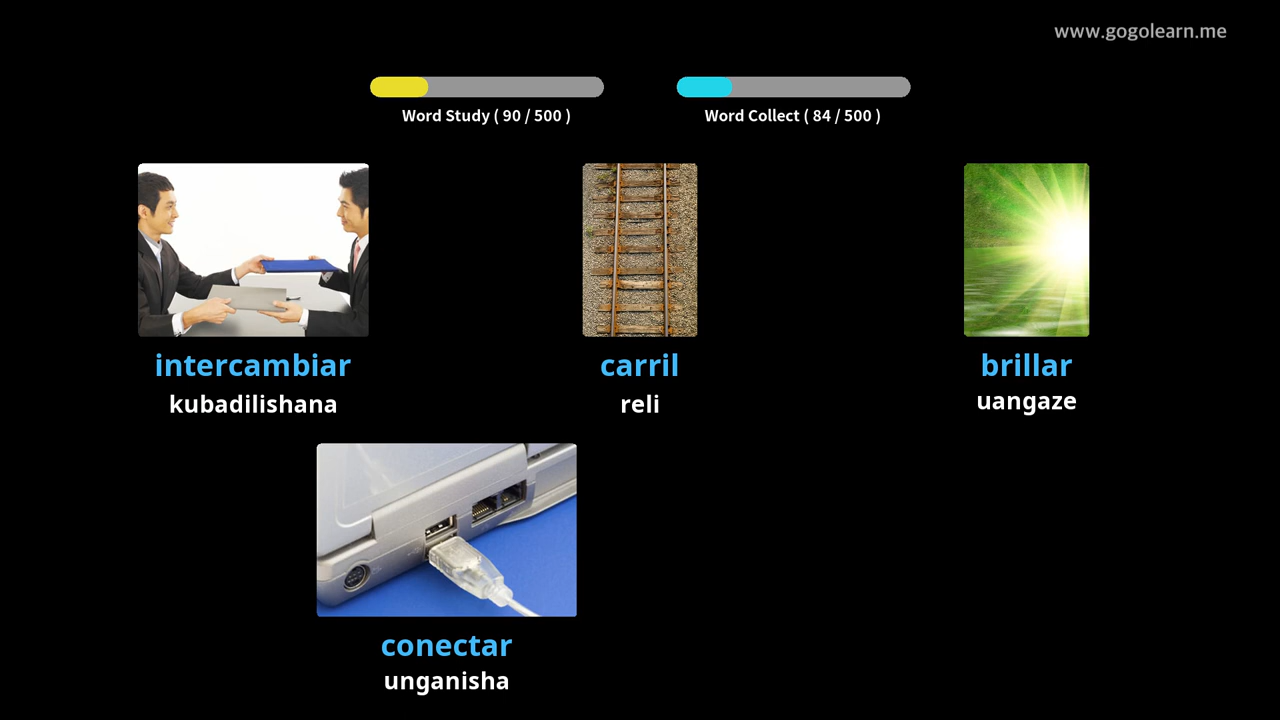 www.gogolearn.me
Word Study ( 90 / 500 )
Word Collect ( 84 / 500 )
intercambiar
kubadilishana
carril
reli
brillar
uangaze
conectar
unganisha